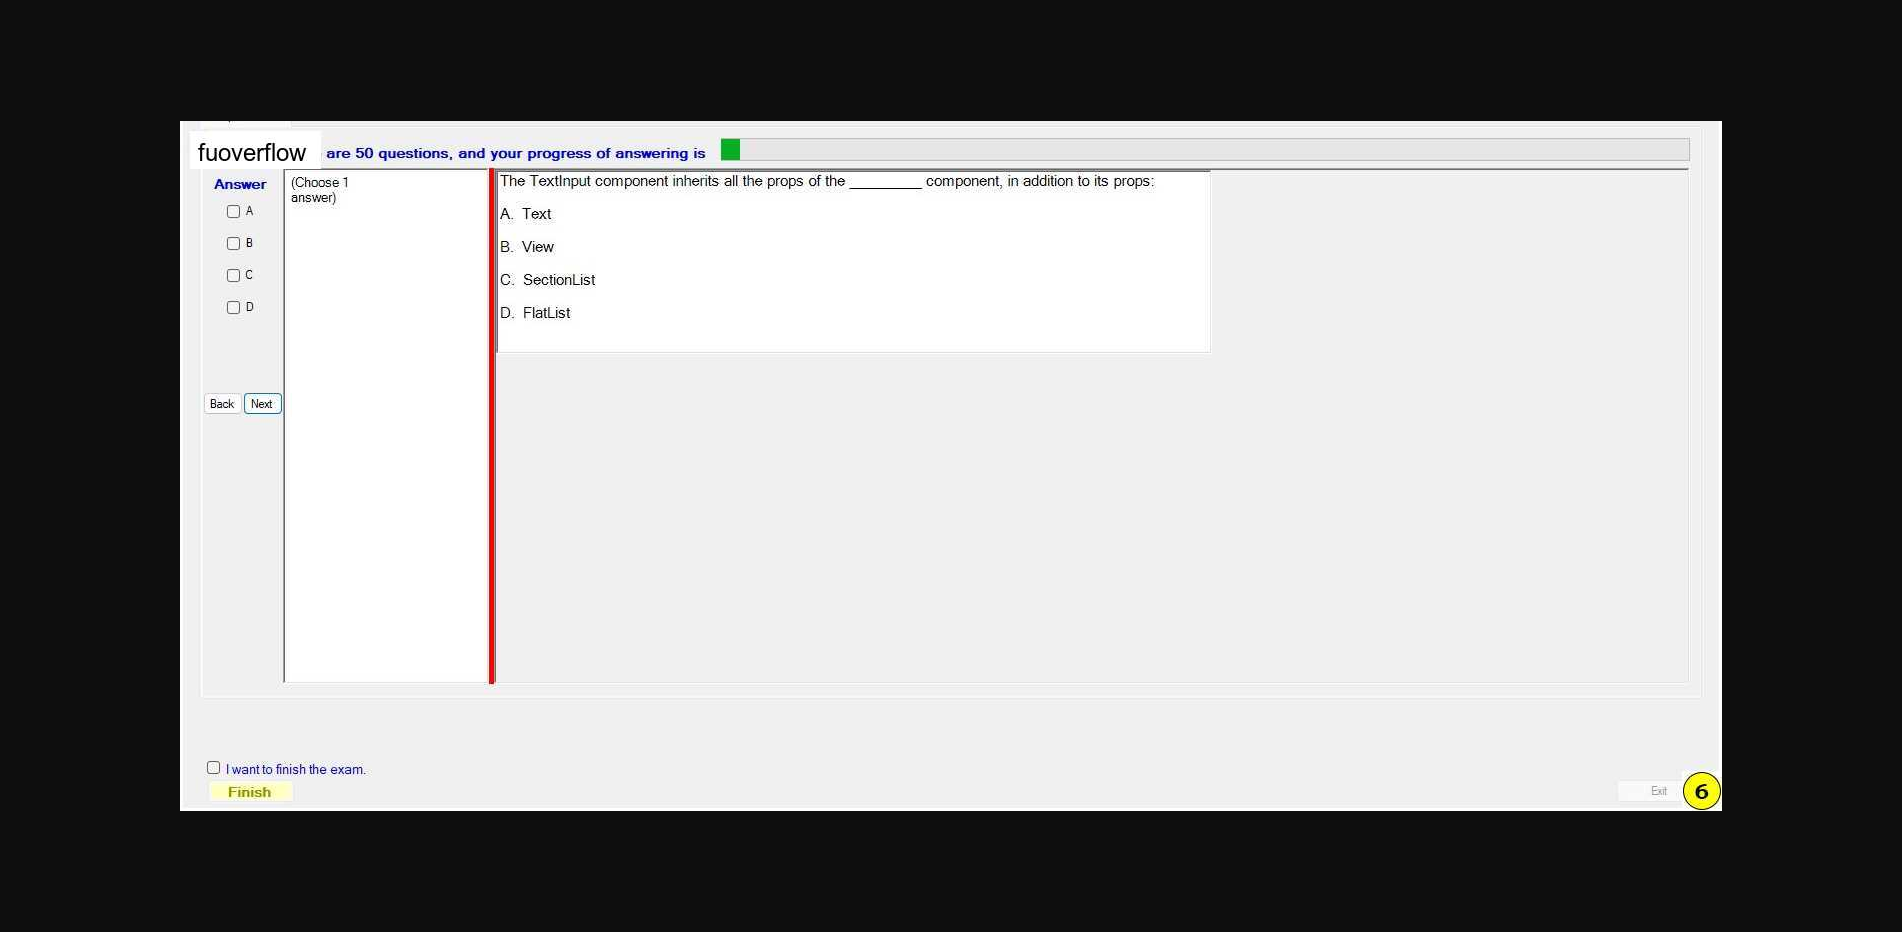 fuoverflow are 50 questions, and your progress of answering is
Answer
A
B
C
D
Back Next
(Choose 1
answer)
The TextInput component inherits all the props of the _________ component, in addition to its props:
A. Text
B. View
C. SectionList
D. FlatList
I want to finish the exam.
Finish
Exit
6